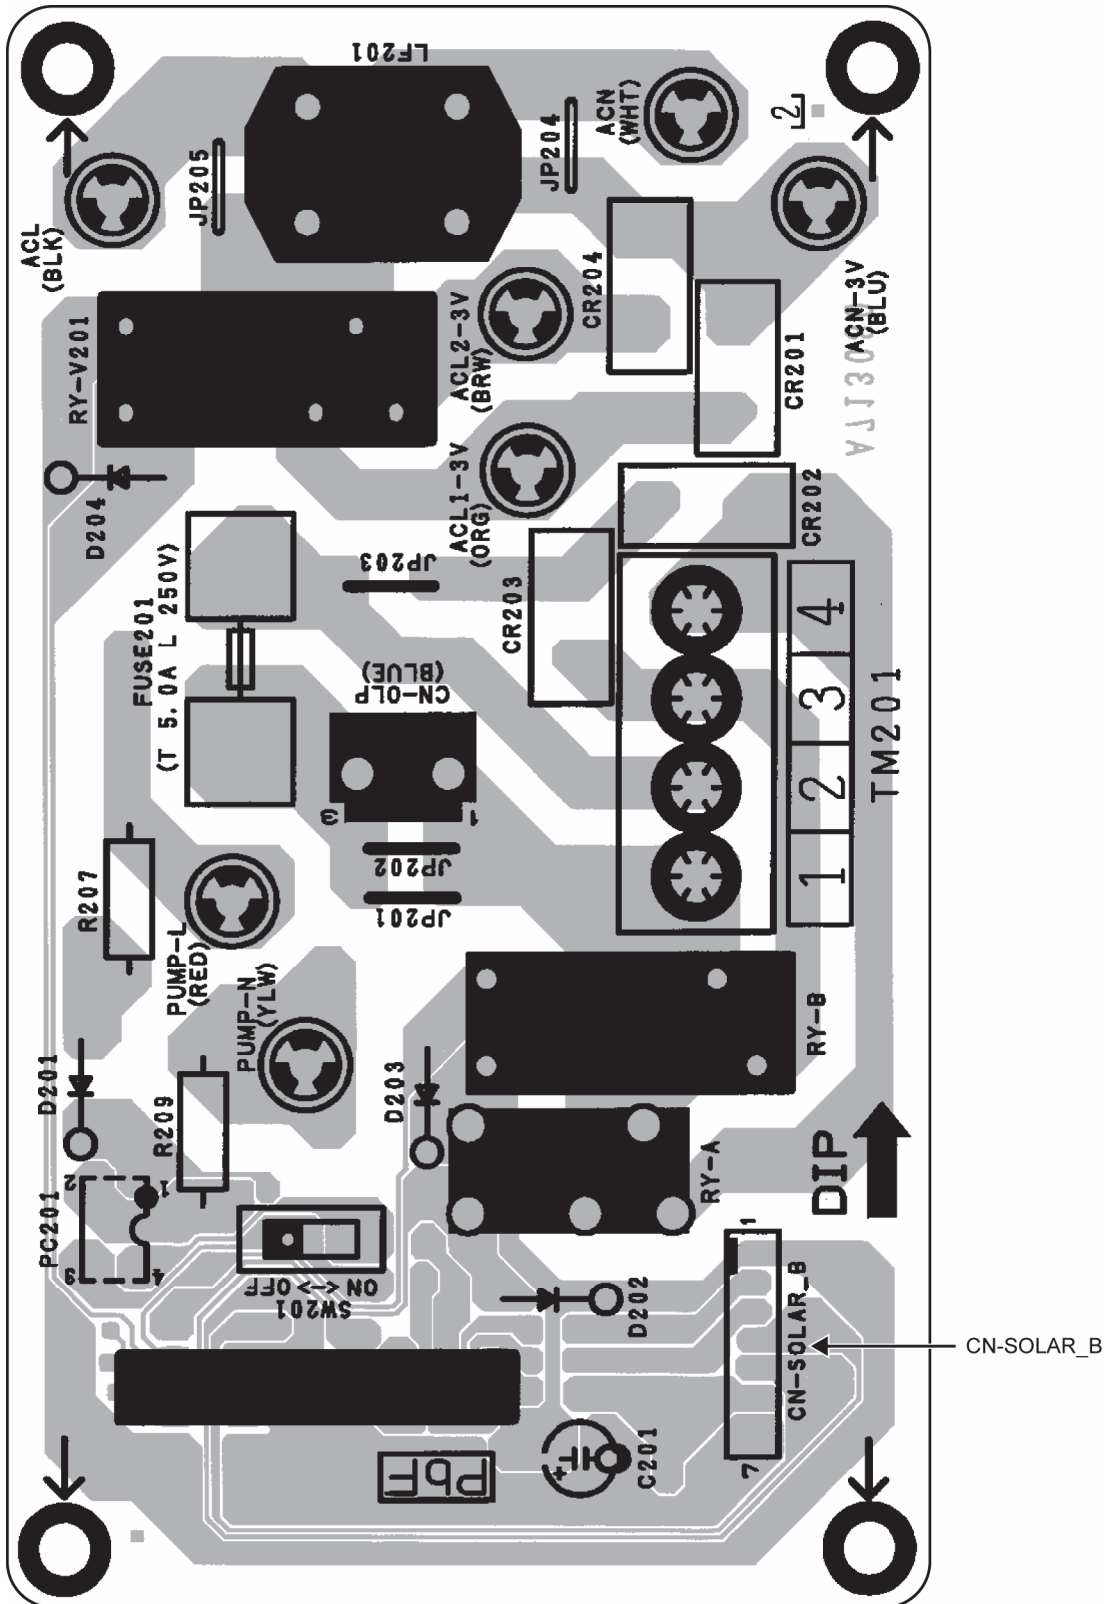 LF201
JP205
JP204
ACN
(WHT)
2
ACL
(BLK)
CR204
ACN-3V
(BLU)
RY-V201
ACL2-3V
(BRW)
CR201
D204
ACL1-3V
(ORG)
CR202
FUSE201
(T 5.0A L 250V)
JP203
CR203
4
3
2
1
TM201
CN-OLP
(BLUE)
3
1
JP202
JP201
R207
PUMP-L
(RED)
PUMP-N
(YLW)
RY-B
D201
R209
D203
RY-A
DIP
PC201
2
1
3
4
ON <-> OFF
SW201
D202
1
CN-SOLAR_B
7
CN-SOLAR_B
PbF
+
C201